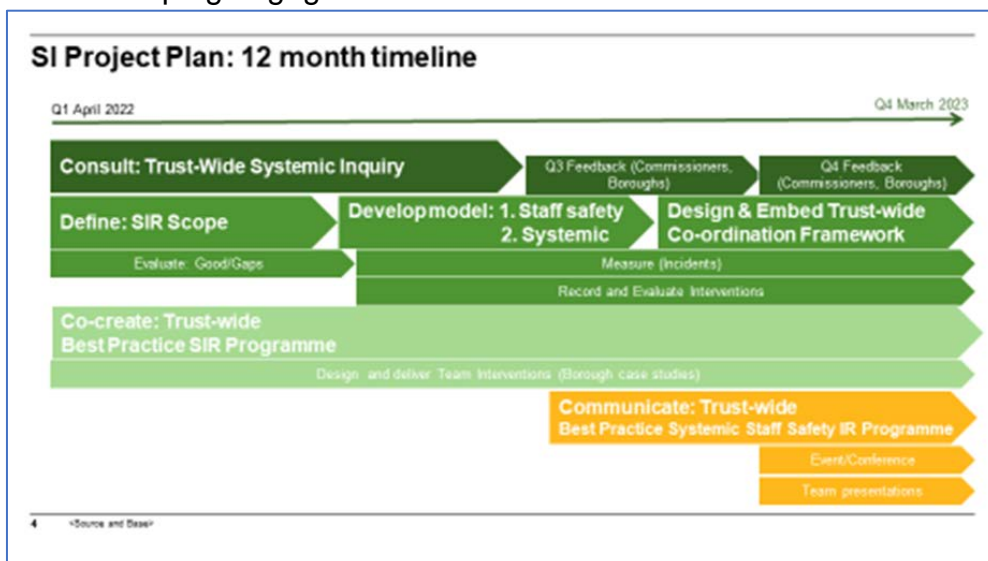 SI Project Plan: 12 month timeline
Q1 April 2022
Q4 March 2023
Consult: Trust-Wide Systemic Inquiry
Q3 Feedback (Commissioners,
Boroughs)
Q4 Feedback
(Commissioners, Boroughs)
Define: SIR Scope
Develop model: 1. Staff safety
2. Systemic
Design & Embed Trust-wide
Co-ordination Framework
Evaluate: Good/Gaps
Measure (Incidents)
Record and Evaluate Interventions
Co-create: Trust-wide
Best Practice SIR Programme
Design and deliver Team Interventions (Borough case studies)
Communicate: Trust-wide
Best Practice Systemic Staff Safety IR Programme
Event/Conference
Team presentations
4 <Source and Base>